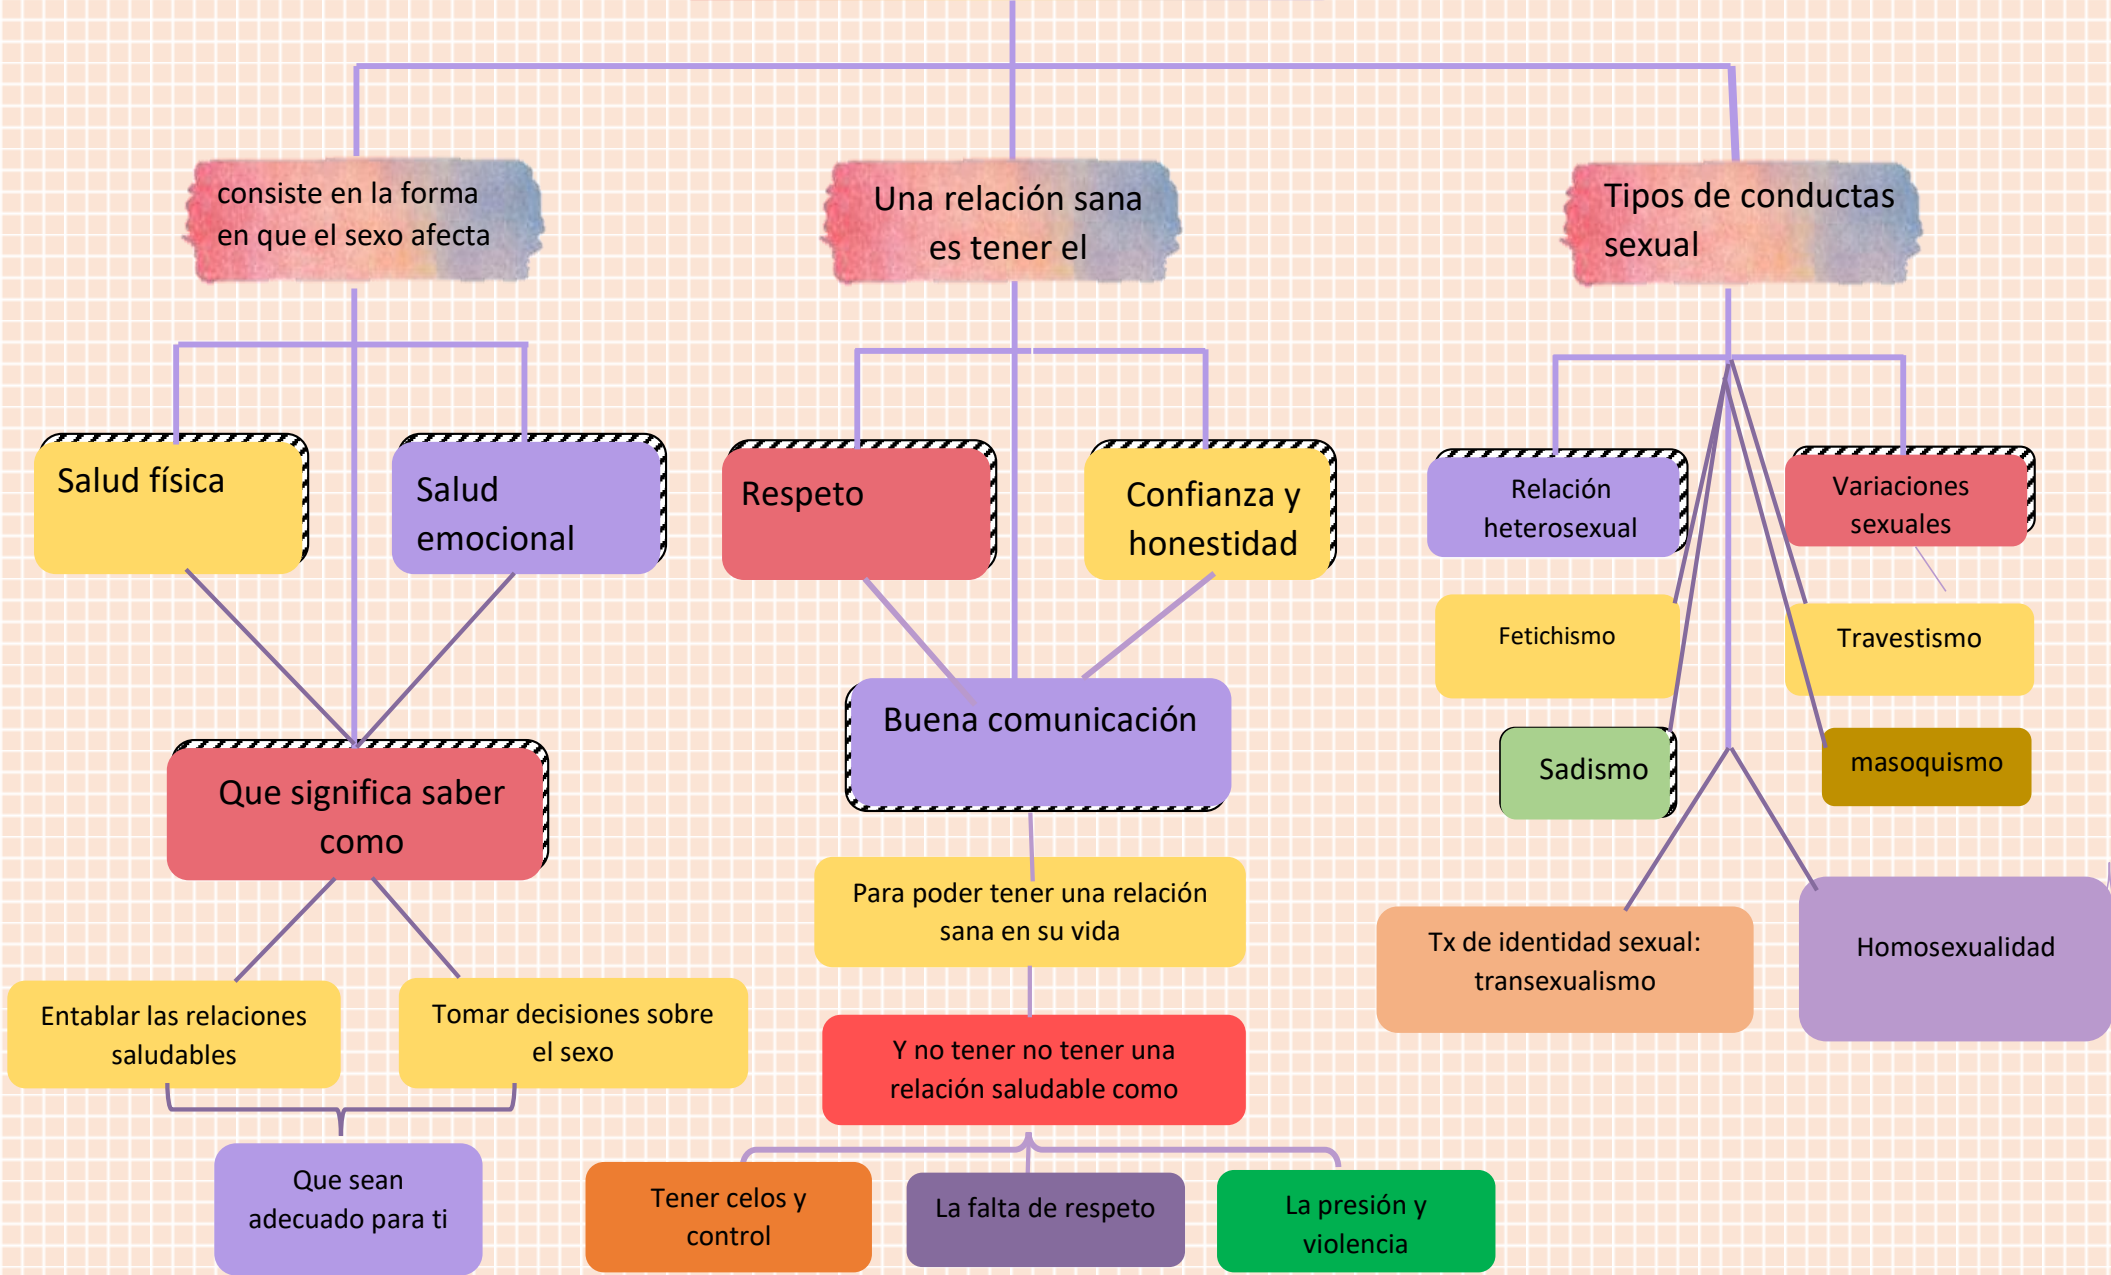 consiste en la forma
en que el sexo afecta
Una relación sana
es tener el
Tipos de conductas
sexual
Salud física
Salud
emocional
Respeto
Confianza y
honestidad
Relación
heterosexual
Variaciones
sexuales
Fetichismo
Travestismo
Buena comunicación
Sadismo
masoquismo
Que significa saber
como
Para poder tener una relación
sana en su vida
Tx de identidad sexual:
transexualismo
Homosexualidad
Entablar las relaciones
saludables
Tomar decisiones sobre
el sexo
Y no tener no tener una
relación saludable como
Que sean
adecuado para ti
Tener celos y
control
La falta de respeto
La presión y
violencia